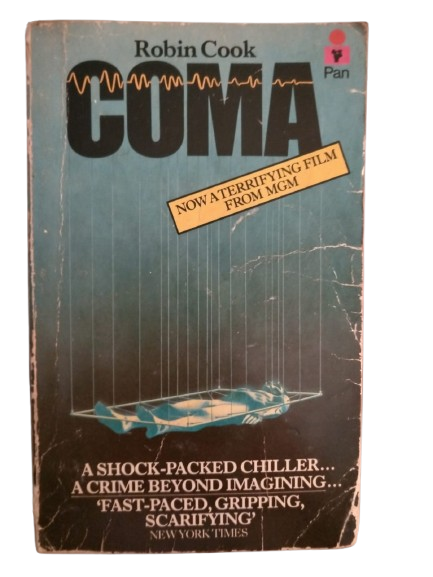 Robin Cook
COMA
Pan
NOW A TERRIFYING FILM
FROM MGM
A SHOCK-PACKED CHILLER...
A CRIME BEYOND IMAGINING...
'FAST-PACED, GRIPPING,
SCARIFYING'
NEW YORK TIMES